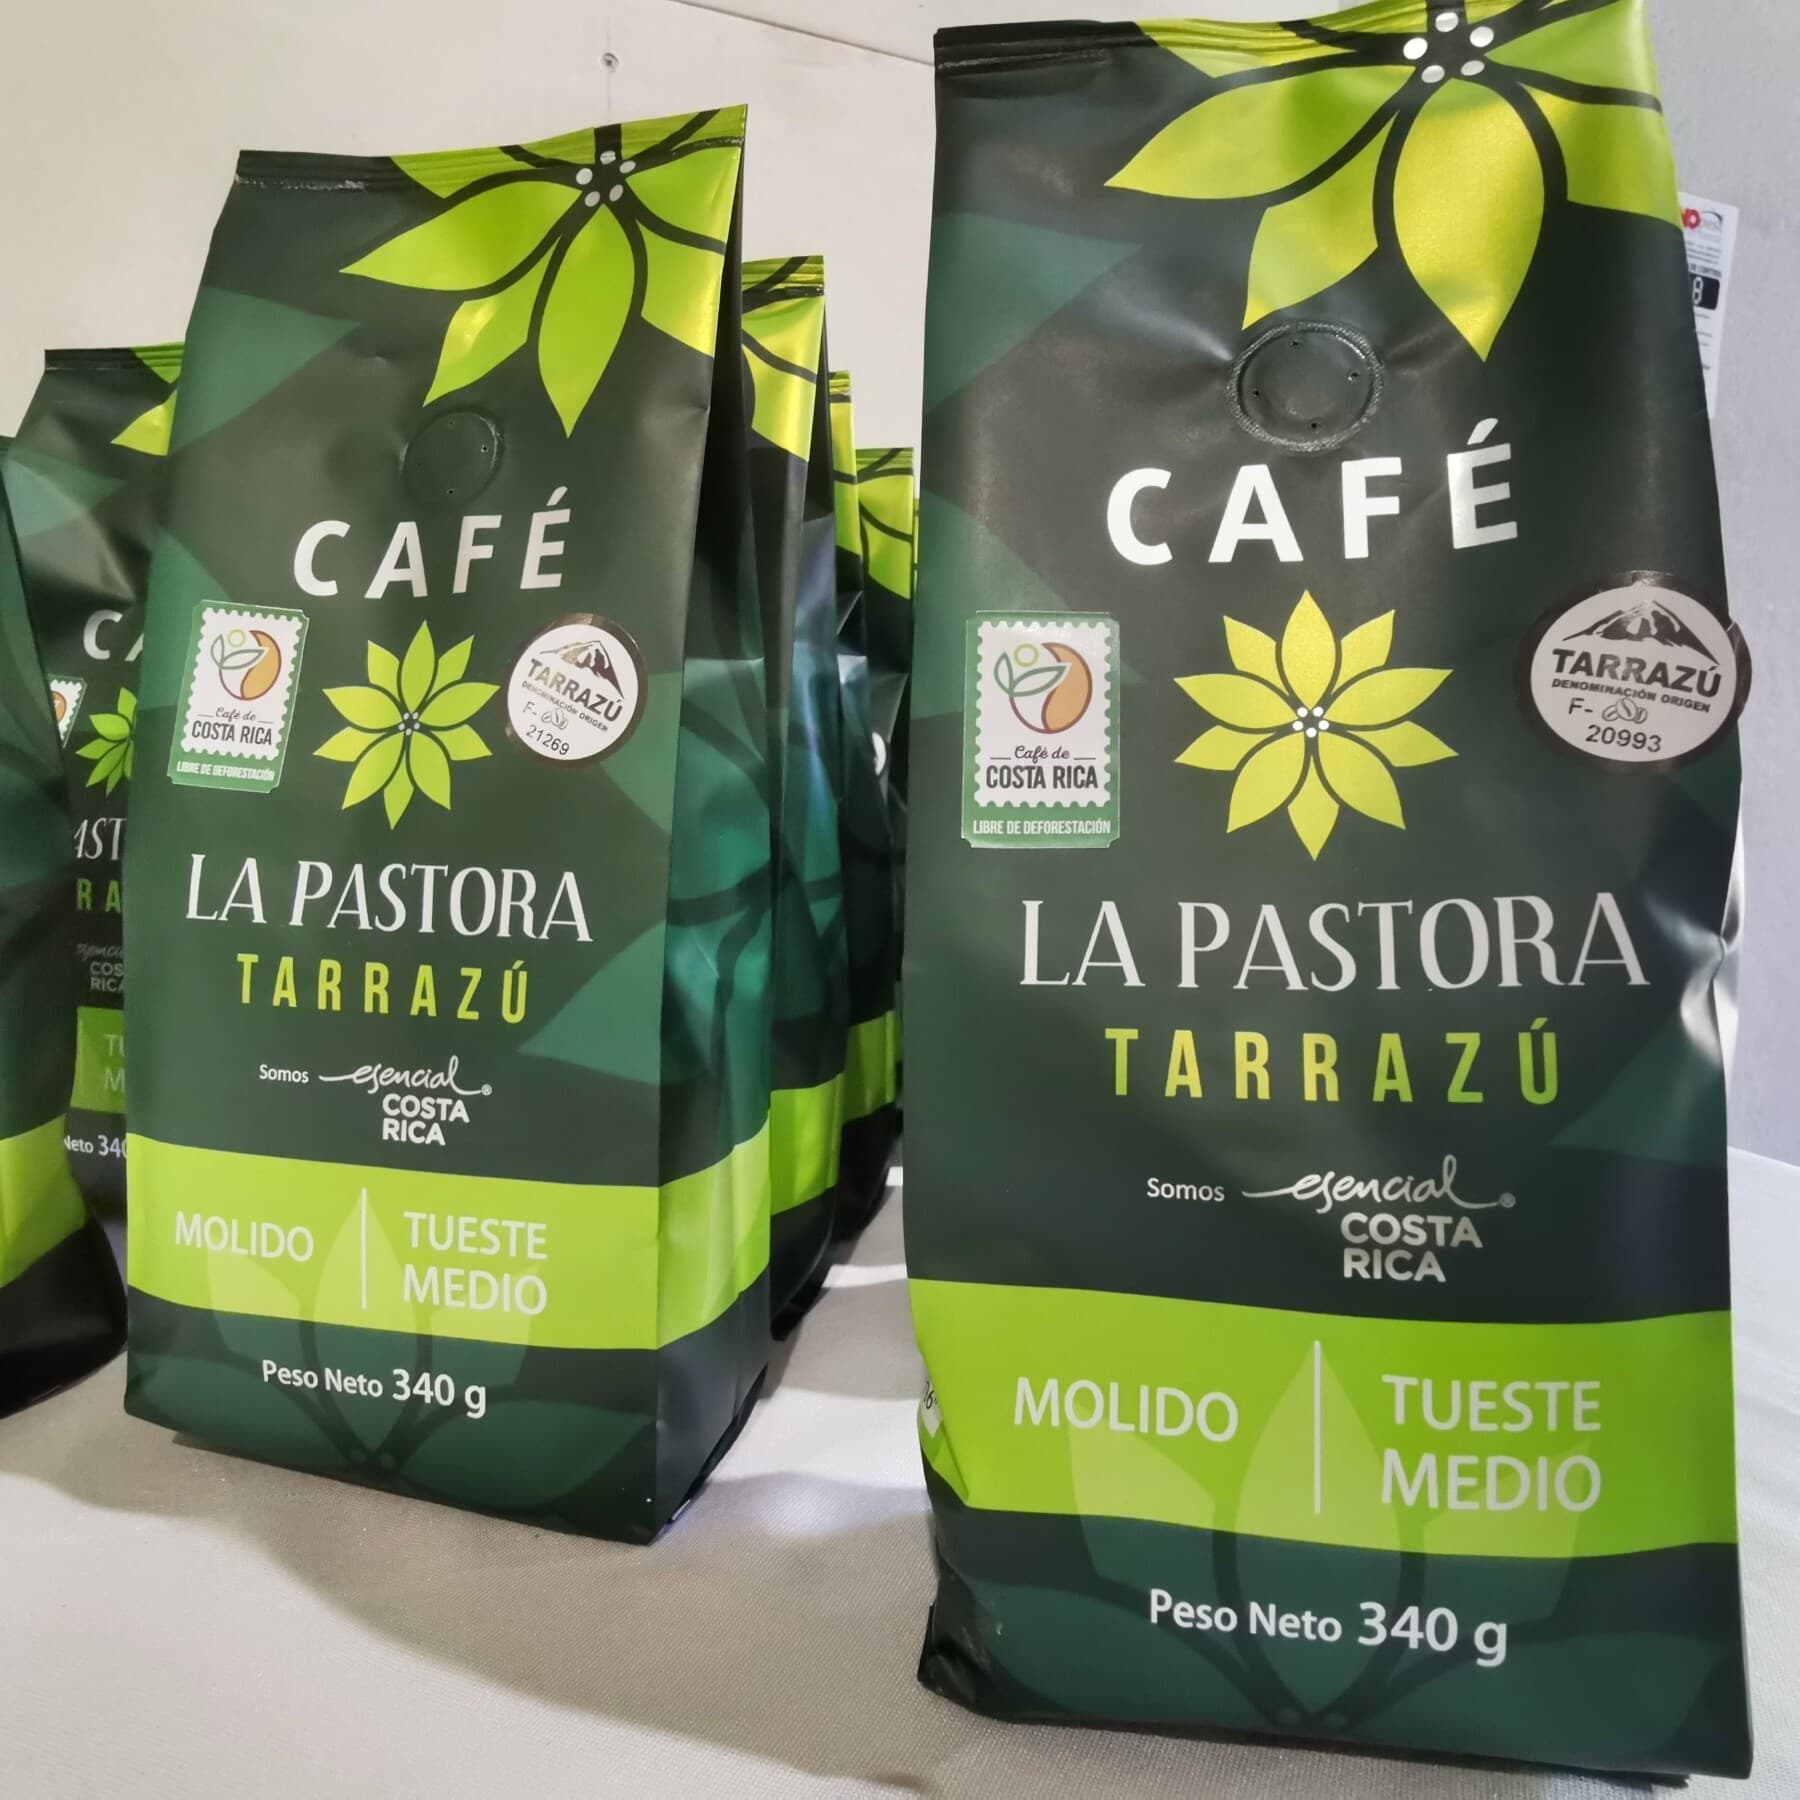 CAFÉ
Café de
COSTA RICA
LIBRE DE DEFORESTACIÓN
TARRAZÚ
DENOMINACIÓN ORIGEN
F-
21269
LA PASTORA
TARRAZÚ
Somos esencial®
COSTA
RICA
MOLIDO
TUESTE
MEDIO
Peso Neto 340 g
CAFÉ
Café de
COSTA RICA
LIBRE DE DEFORESTACIÓN
TARRAZÚ
DENOMINACIÓN ORIGEN
F-
20993
LA PASTORA
TARRAZÚ
Somos esencial®
COSTA
RICA
MOLIDO
TUESTE
MEDIO
Peso Neto 340 g